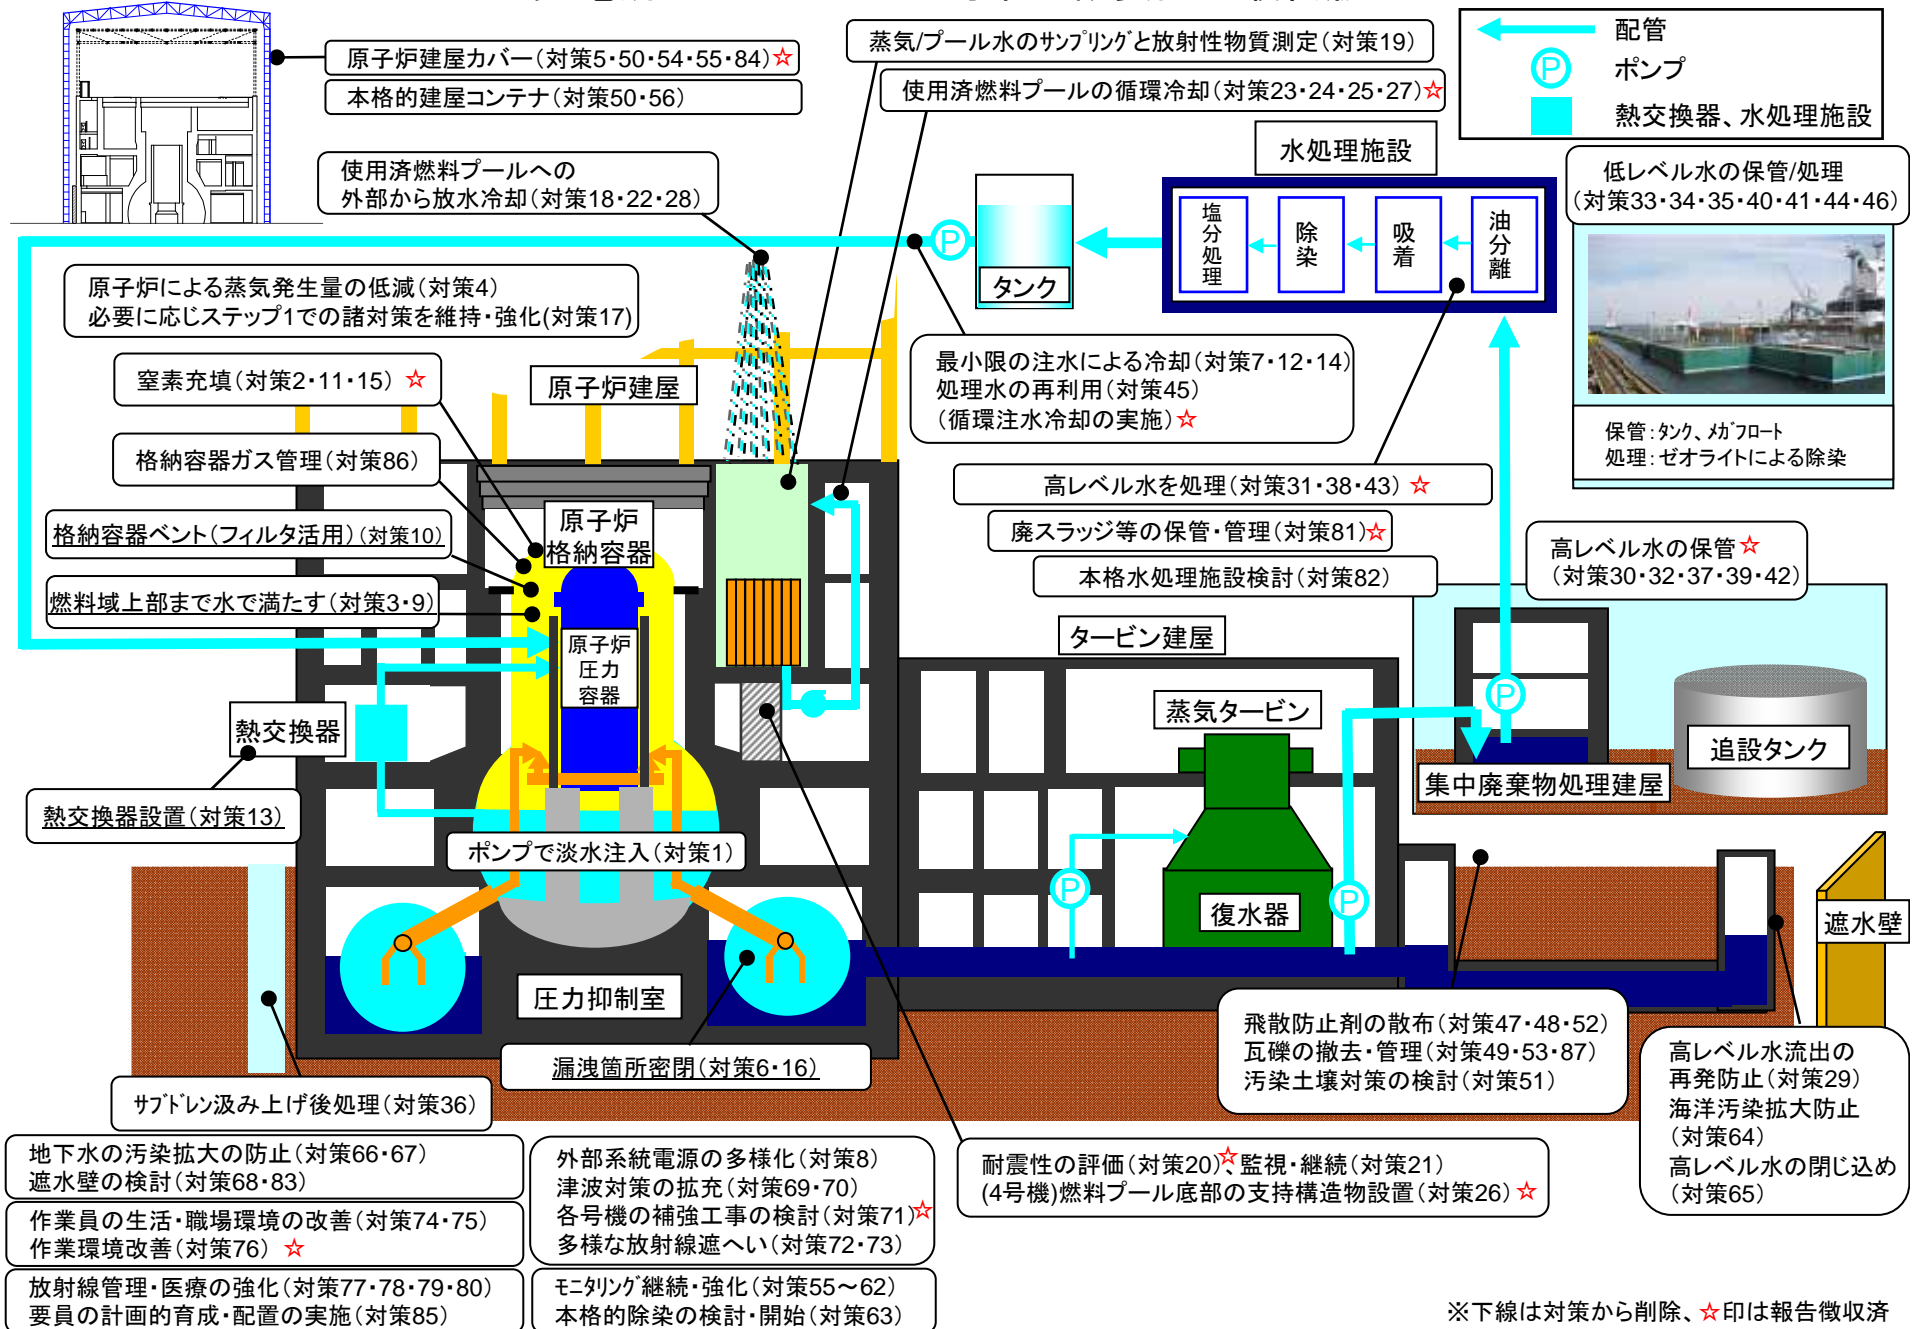 原子炉建屋カバー(対策5・50・54・55・84)☆
本格的建屋コンテナ(対策50・56)
蒸気/プール水のサンプリングと放射性物質測定(対策19)
使用済燃料プールの循環冷却(対策23・24・25・27)☆
配管
P
ポンプ
熱交換器、水処理施設
使用済燃料プールへの
外部から放水冷却(対策18・22・28)
水処理施設
塩分処理
除染
吸着
油分離
P
タンク
低レベル水の保管/処理
(対策33・34・35・40・41・44・46)
保管:タンク、メガフロート
処理:ゼオライトによる除染
原子炉による蒸気発生量の低減(対策4)
必要に応じステップ1での諸対策を維持・強化(対策17)
窒素充填(対策2・11・15) ☆
原子炉建屋
最小限の注水による冷却(対策7・12・14)
処理水の再利用(対策45)
(循環注水冷却の実施)☆
格納容器ガス管理(対策86)
高レベル水を処理(対策31・38・43) ☆
格納容器ベント(フィルタ活用)(対策10)
原子炉
格納容器
廃スラッジ等の保管・管理(対策81)☆
高レベル水の保管☆
(対策30・32・37・39・42)
本格水処理施設検討(対策82)
燃料域上部まで水で満たす(対策3・9)
原子炉
圧力
容器
タービン建屋
熱交換器
蒸気タービン
P
追設タンク
集中廃棄物処理建屋
熱交換器設置(対策13)
ポンプで淡水注入(対策1)
P
P
復水器
遮水壁
圧力抑制室
漏洩箇所密閉(対策6・16)
飛散防止剤の散布(対策47・48・52)
瓦礫の撤去・管理(対策49・53・87)
汚染土壌対策の検討(対策51)
高レベル水流出の
再発防止(対策29)
海洋汚染拡大防止
(対策64)
高レベル水の閉じ込め
(対策65)
サブドレン汲み上げ後処理(対策36)
地下水の汚染拡大の防止(対策66・67)
遮水壁の検討(対策68・83)
作業員の生活・職場環境の改善(対策74・75)
作業環境改善(対策76) ☆
放射線管理・医療の強化(対策77・78・79・80)
要員の計画的育成・配置の実施(対策85)
外部系統電源の多様化(対策8)
津波対策の拡充(対策69・70)
各号機の補強工事の検討(対策71)☆
多様な放射線遮へい(対策72・73)
モニタリング継続・強化(対策55~62)
本格的除染の検討・開始(対策63)
耐震性の評価(対策20)☆、監視・継続(対策21)
(4号機)燃料プール底部の支持構造物設置(対策26) ☆
※下線は対策から削除、☆印は報告徴収済